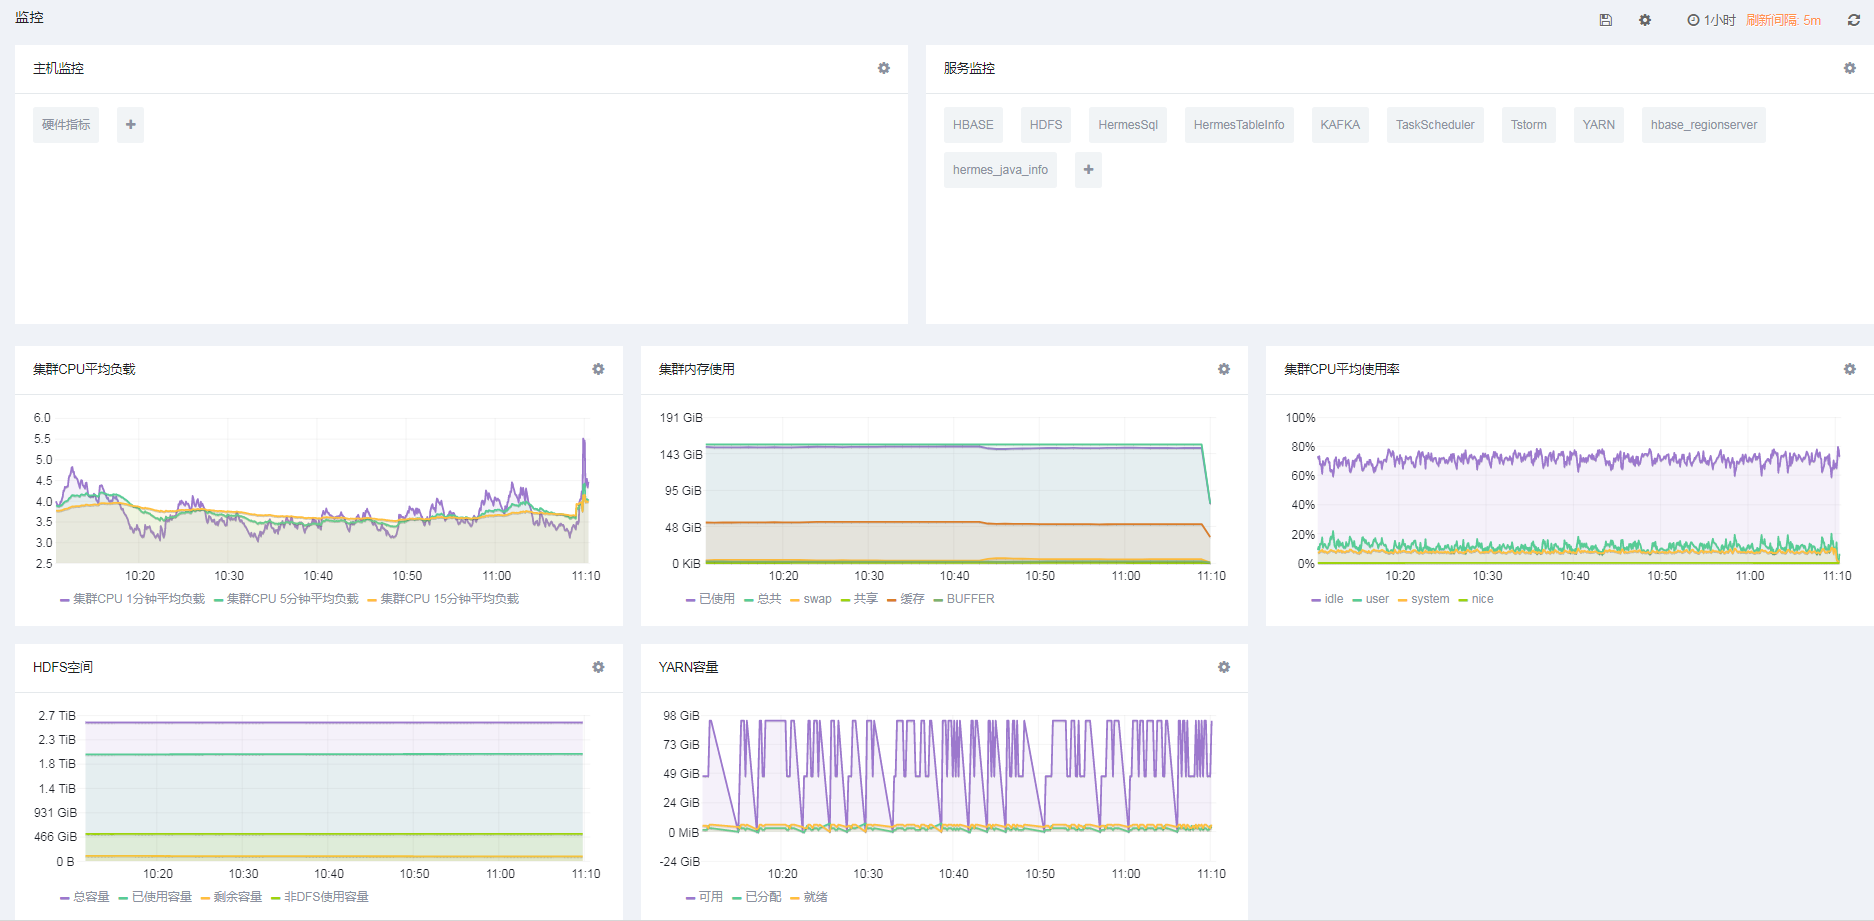 监控
1小时 刷新间隔: 5m
主机监控
硬件指标
服务监控
HBASE HDFS HermesSql HermesTableInfo KAFKA TaskScheduler Tstorm YARN hbase_regionserver
hermes_java_info
集群CPU平均负载
6.0
5.5
5.0
4.5
4.0
3.5
3.0
2.5
10:20 10:30 10:40 10:50 11:00 11:10
集群CPU 1分钟平均负载 集群CPU 5分钟平均负载 集群CPU 15分钟平均负载
集群内存使用
191 GiB
143 GiB
95 GiB
48 GiB
0 KiB
10:20 10:30 10:40 10:50 11:00 11:10
已使用 总共 swap 共享 缓存 BUFFER
集群CPU平均使用率
100%
80%
60%
40%
20%
0%
10:20 10:30 10:40 10:50 11:00 11:10
idle user system nice
HDFS空间
2.7 TiB
2.3 TiB
1.8 TiB
1.4 TiB
931 GiB
466 GiB
0 B
10:20 10:30 10:40 10:50 11:00 11:10
总容量 已使用容量 剩余容量 非DFS使用容量
YARN容量
98 GiB
73 GiB
49 GiB
24 GiB
0 MiB
-24 GiB
10:20 10:30 10:40 10:50 11:00 11:10
可用 已分配 就绪